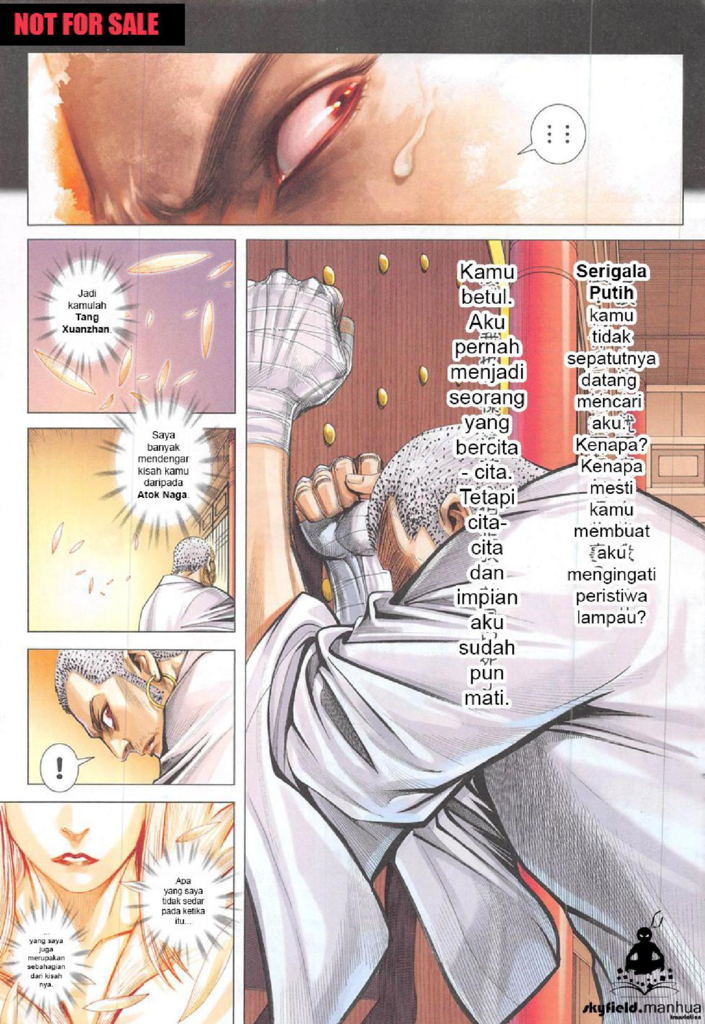 NOT FOR SALE
Serigala
Putih
kamu
tidak
sepatutnya
datang
mencari
aku.
Kenapa?
Kenapa
mesti
kamu
membuat
aku
mengingati
peristiwa
lampau?
Kamu
betul.
Aku
pernah
menjadi
seorang
yang
bercita
- cita.
Tetapi
cita-
cita
dan
impian
aku
sudah
pun
mati.
Jadi
kamulah
Tang
Xuanzhan.
Saya
banyak
mendengar
kisah kamu
daripada
Atok Naga.
!
Apa
yang saya
tidak sedar
pada ketika
itu...
...
yang saya
juga
merupakan
sebahagian
dari kisah
nya.
skyfield.manhua